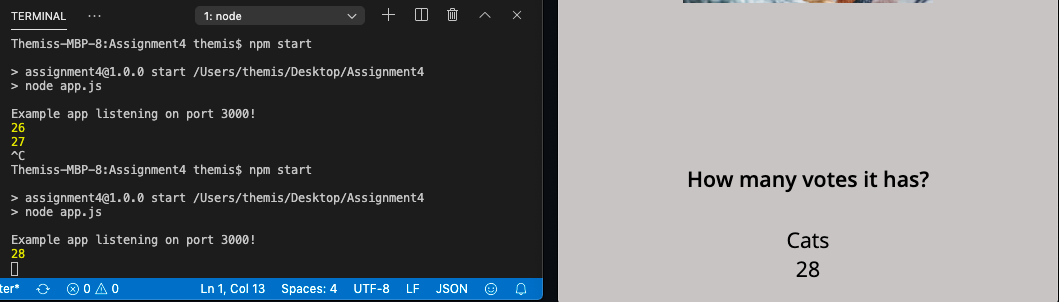 TERMINAL ··· 1: node
Themiss-MBP-8:Assignment4 themis$ npm start
> assignment4@1.0.0 start /Users/themis/Desktop/Assignment4
> node app.js
Example app listening on port 3000!
26
27
^C
Themiss-MBP-8:Assignment4 themis$ npm start
> assignment4@1.0.0 start /Users/themis/Desktop/Assignment4
> node app.js
Example app listening on port 3000!
28
ter* 0 0 Ln 1, Col 13 Spaces: 4 UTF-8 LF JSON
How many votes it has?
Cats
28